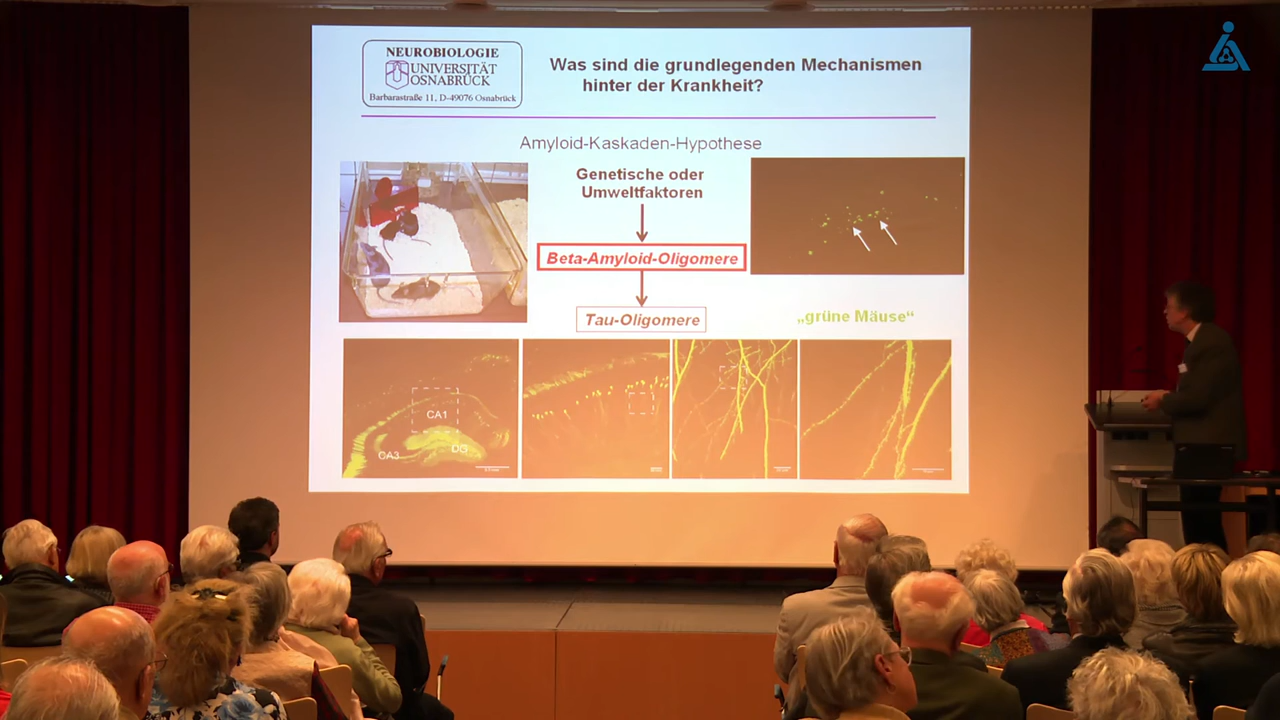 NEUROBIOLOGIE
UNIVERSITÄT
OSNABRÜCK
Barbarastraße 11, D-49076 Osnabrück
Was sind die grundlegenden Mechanismen
hinter der Krankheit?
Amyloid-Kaskaden-Hypothese
Genetische oder
Umweltfaktoren
Beta-Amyloid-Oligomere
Tau-Oligomere
„grüne Mäuse“
CA1
CA3
DG